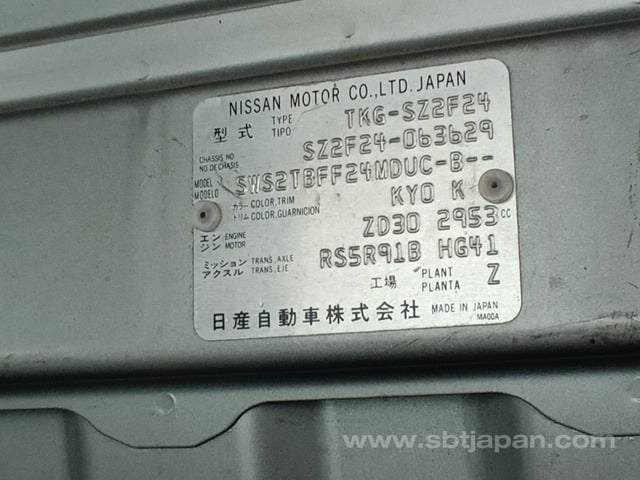 NISSAN MOTOR CO.,LTD. JAPAN
型式 TYPE TIPO TKG-SZ2F24
CHASSIS NO NO DE CHASIS SZ2F24-063629
MODEL MODELO SWS2TBFF24MDUC-B--
カラー COLOR,TRIM トリム COLOR,GUARNICION KYO K
エンジン ENGINE MOTOR ZD30 2953 CC
ミッション TRANS. AXLE アクスル TRANS. EJE RS5R91B HG41
工場 PLANT PLANTA Z
日産自動車株式会社 MADE IN JAPAN
MA00A
www.sbtjapan.com